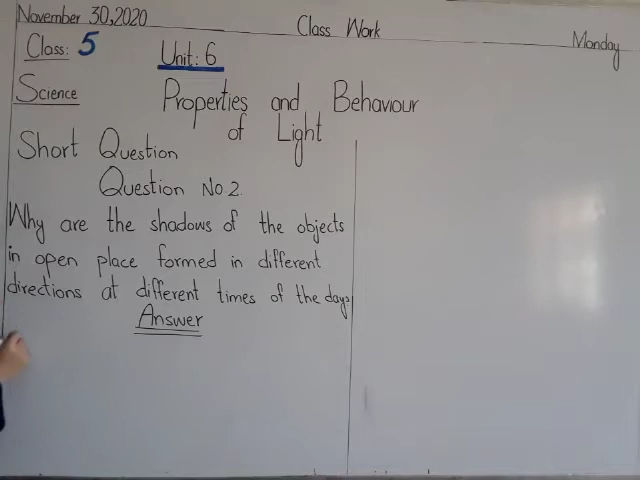 November 30,2020 Class Work Monday
Class: 5 Unit: 6
Science Properties and Behaviour
of Light
Short Question
Question No 2
Why are the shadows of the objects
in open place formed in different
directions at different times of the day?
Answer